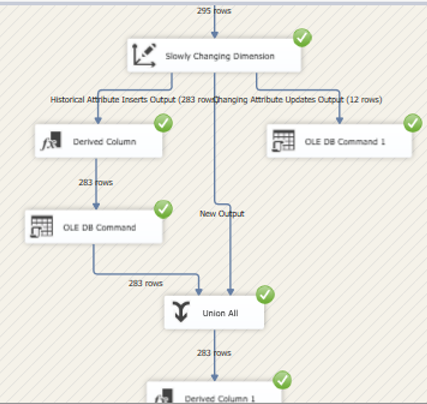 295 rows
Slowly Changing Dimension
Historical Attribute Inserts Output (283 rows)
Changing Attribute Updates Output (12 rows)
Derived Column
OLE DB Command 1
283 rows
OLE DB Command
New Output
283 rows
Union All
283 rows
Derived Column 1